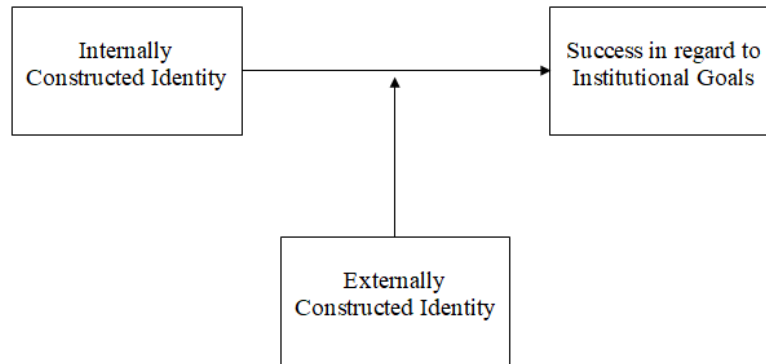 Internally
Constructed Identity
Success in regard to
Institutional Goals
Externally
Constructed Identity